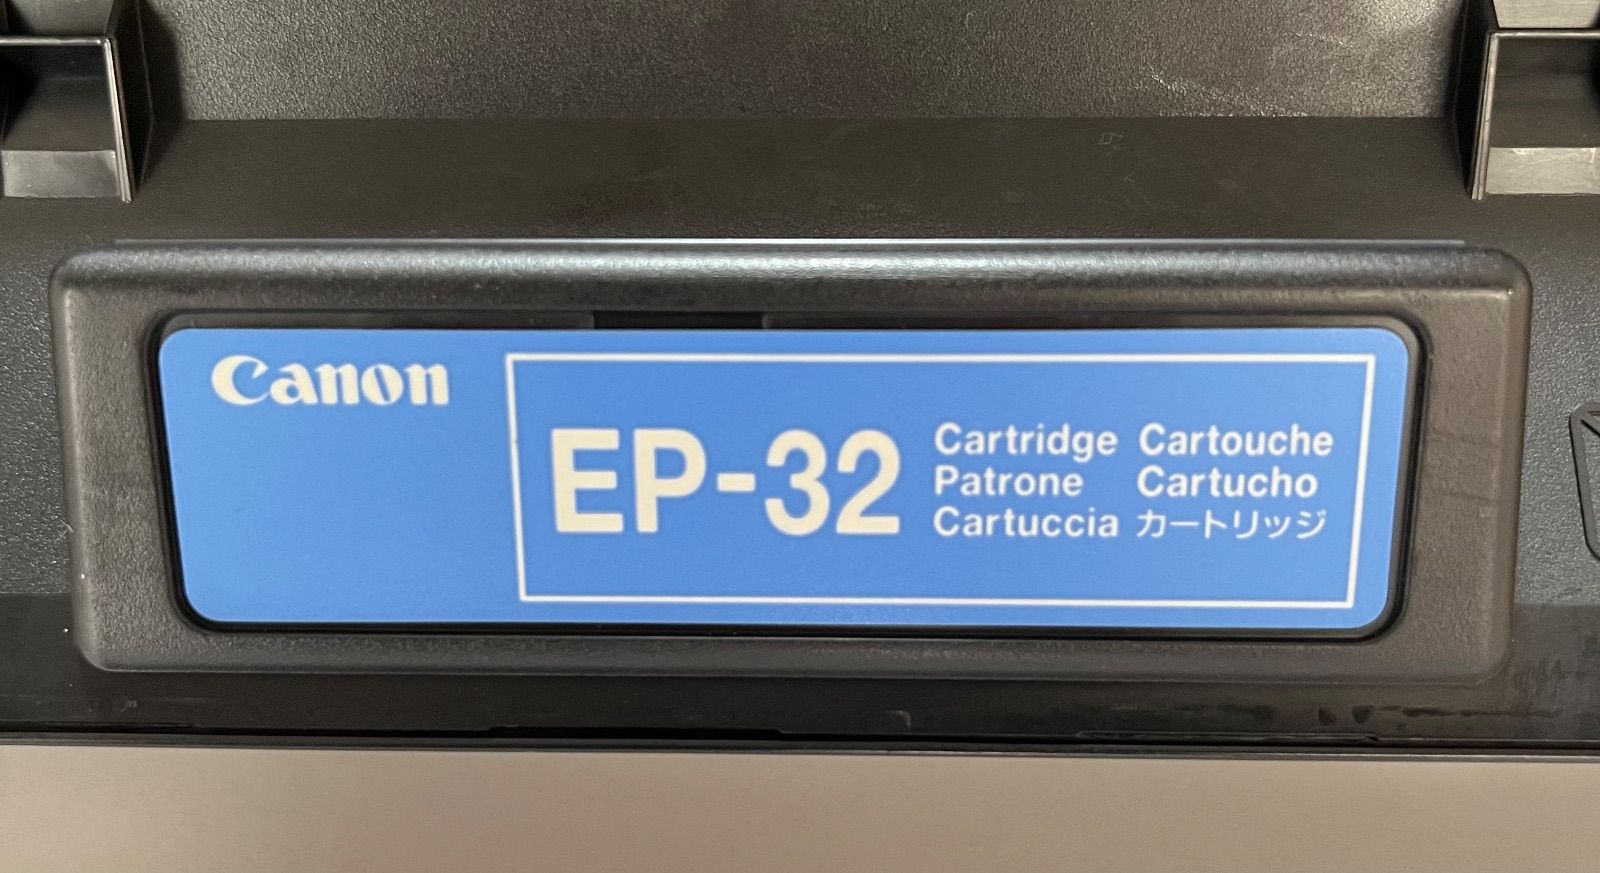 Canon
EP-32
Cartridge Cartouche
Patrone Cartucho
Cartuccia カートリッジ